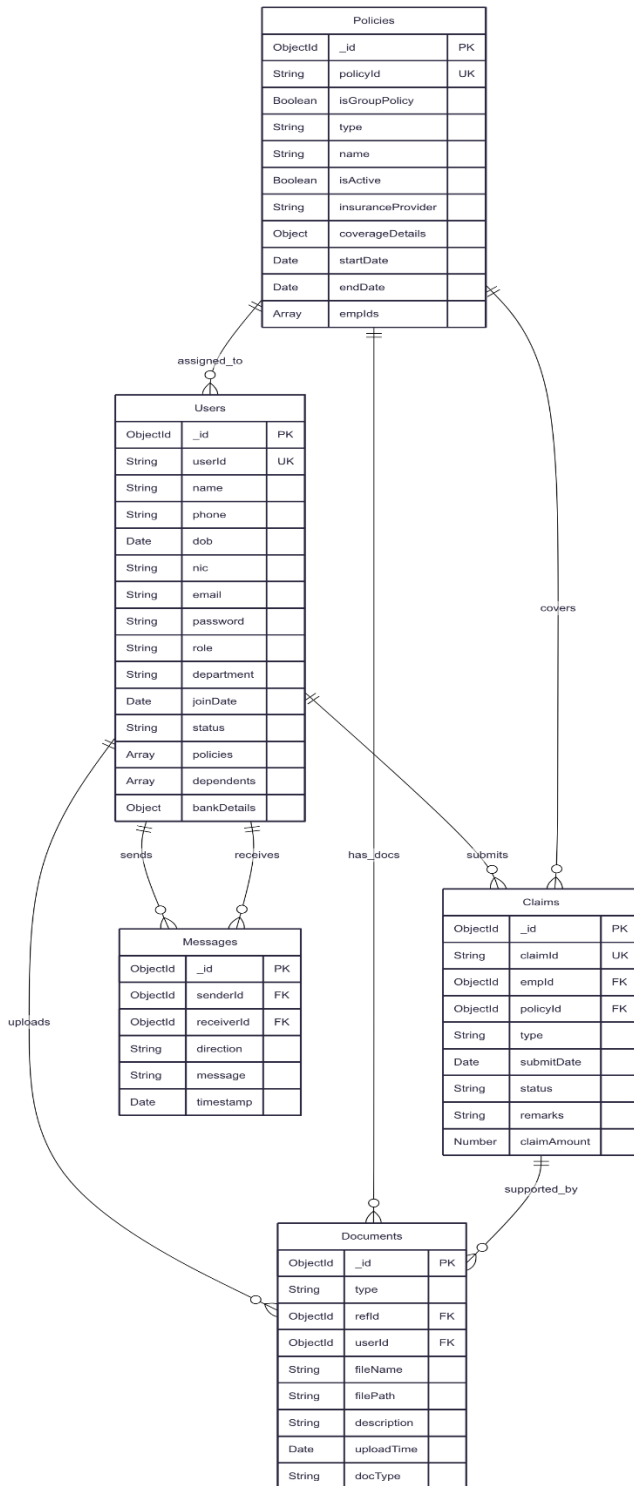 Policies
ObjectId _id PK
String policyId UK
Boolean isGroupPolicy
String type
String name
Boolean isActive
String insuranceProvider
Object coverageDetails
Date startDate
Date endDate
Array empIds
assigned_to
Users
ObjectId _id PK
String userId UK
String name
String phone
Date dob
String nic
String email
String password
String role
String department
Date joinDate
String status
Array policies
Array dependents
Object bankDetails
covers
sends
receives
has_docs
submits
Claims
ObjectId _id PK
String claimId UK
ObjectId empId FK
ObjectId policyId FK
String type
Date submitDate
String status
String remarks
Number claimAmount
Messages
ObjectId _id PK
ObjectId senderId FK
ObjectId receiverId FK
String direction
String message
Date timestamp
uploads
supported_by
Documents
ObjectId _id PK
String type
ObjectId refId FK
ObjectId userId FK
String fileName
String filePath
String description
Date uploadTime
String docType